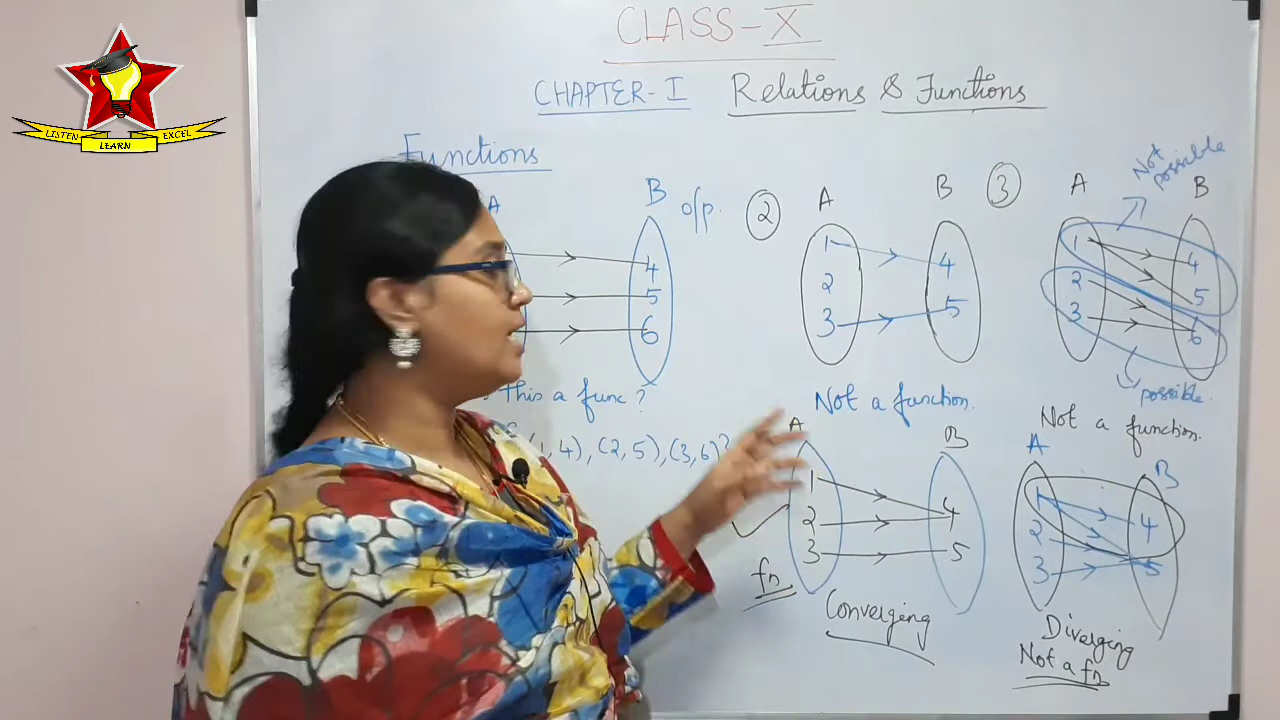 LISTEN
LEARN
EXCEL
CLASS-X
CHAPTER-I Relations & Functions
Functions
A
B
o/p.
4
5
6
This a func?
(1,4), (2,5), (3,6)
2
A
B
1
2
3
4
5
Not a function.
3
A
B
Not possible
1
2
3
4
5
6
possible.
Not a function.
A
B
1
2
3
4
5
fn
Converging
A
B
1
2
3
4
5
Diverging
Not a fn